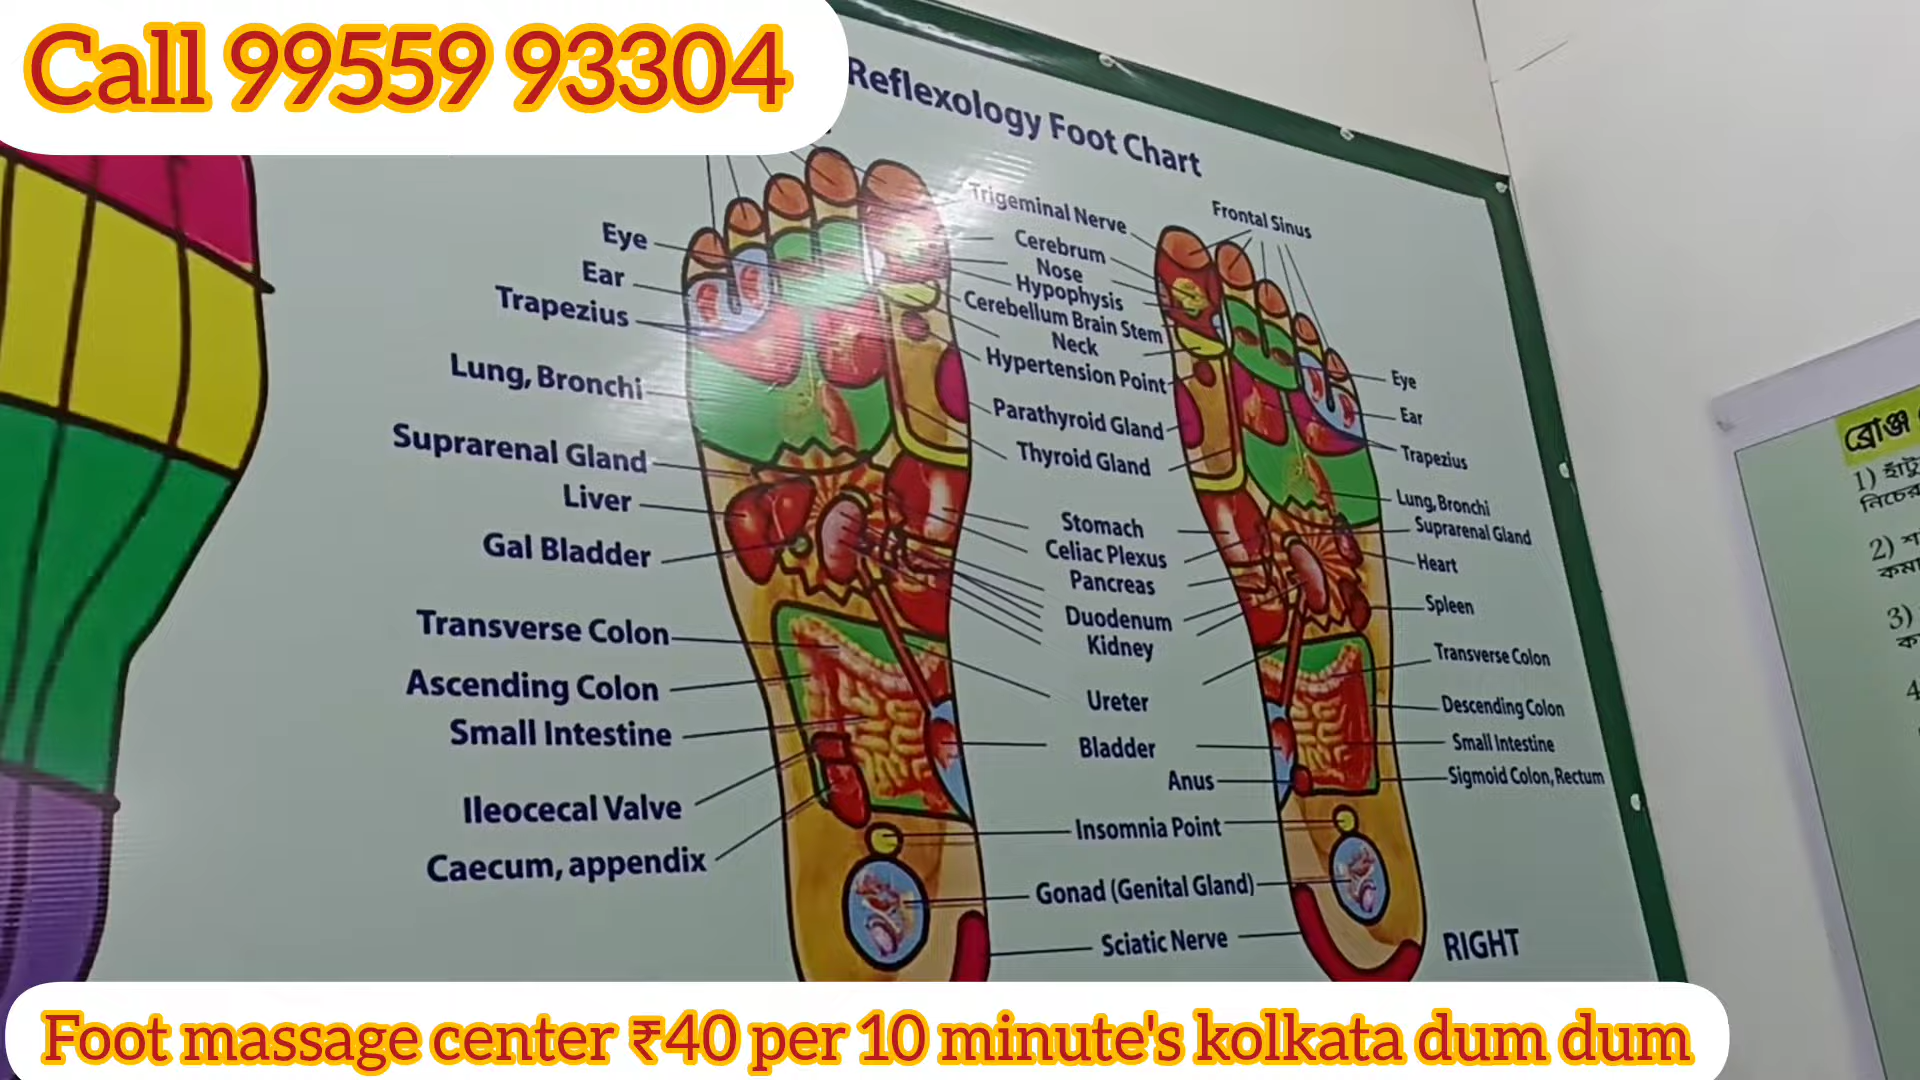 Call 99559 93304
Reflexology Foot Chart
Eye
Ear
Trapezius
Lung, Bronchi
Suprarenal Gland
Liver
Gal Bladder
Transverse Colon
Ascending Colon
Small Intestine
Ileocecal Valve
Caecum, appendix
Trigeminal Nerve
Cerebrum
Nose
Hypophysis
Cerebellum Brain Stem
Neck
Hypertension Point
Parathyroid Gland
Thyroid Gland
Stomach
Celiac Plexus
Pancreas
Duodenum
Kidney
Ureter
Bladder
Anus
Insomnia Point
Gonad (Genital Gland)
Sciatic Nerve
Frontal Sinus
Eye
Ear
Trapezius
Lung, Bronchi
Suprarenal Gland
Heart
Spleen
Transverse Colon
Descending Colon
Small Intestine
Sigmoid Colon, Rectum
RIGHT
ব্রোঞ্জ
1) হাঁটু
নিচের
2)
3)
4
Foot massage center ₹40 per 10 minute's kolkata dum dum